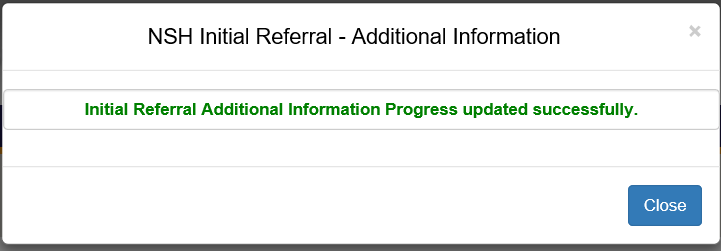 NSH Initial Referral - Additional Information
×
Initial Referral Additional Information Progress updated successfully.
Close